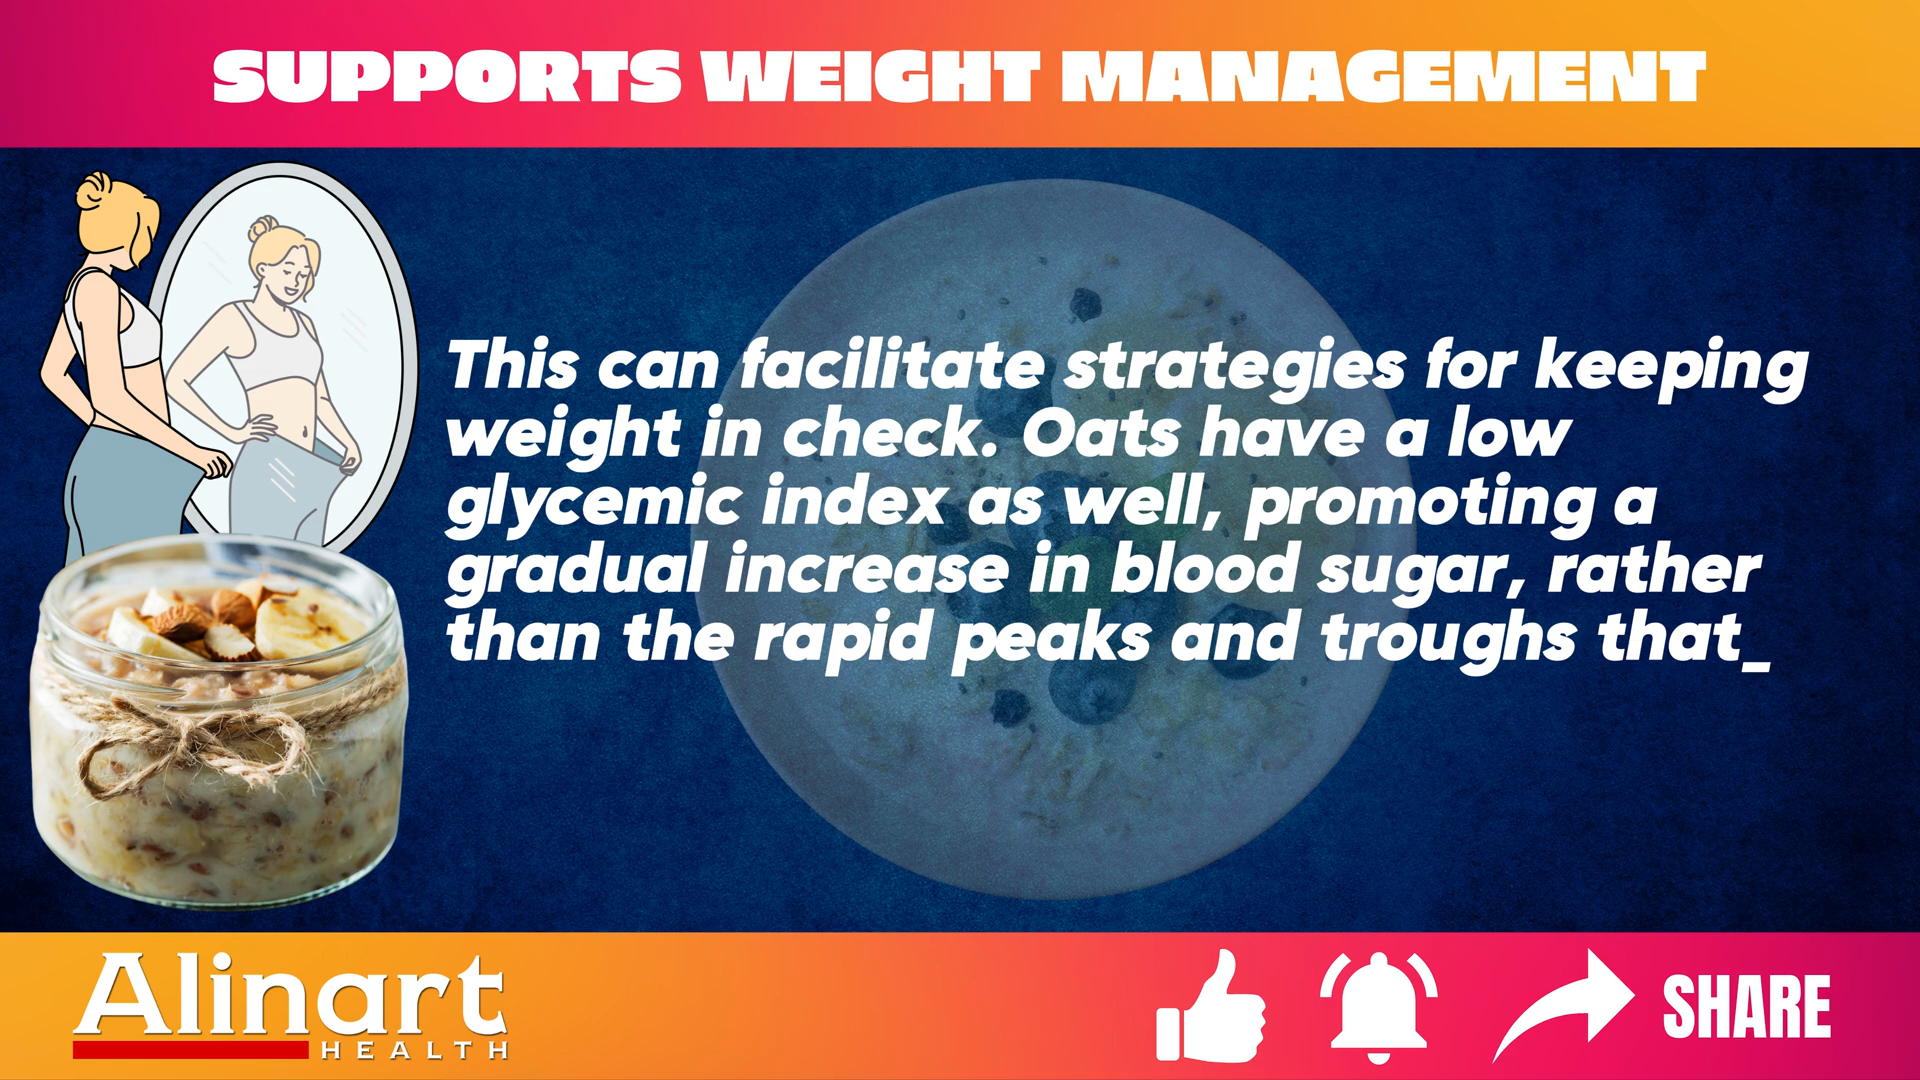 SUPPORTS WEIGHT MANAGEMENT
This can facilitate strategies for keeping
weight in check. Oats have a low
glycemic index as well, promoting a
gradual increase in blood sugar, rather
than the rapid peaks and troughs that_
Alinart
HEALTH
SHARE